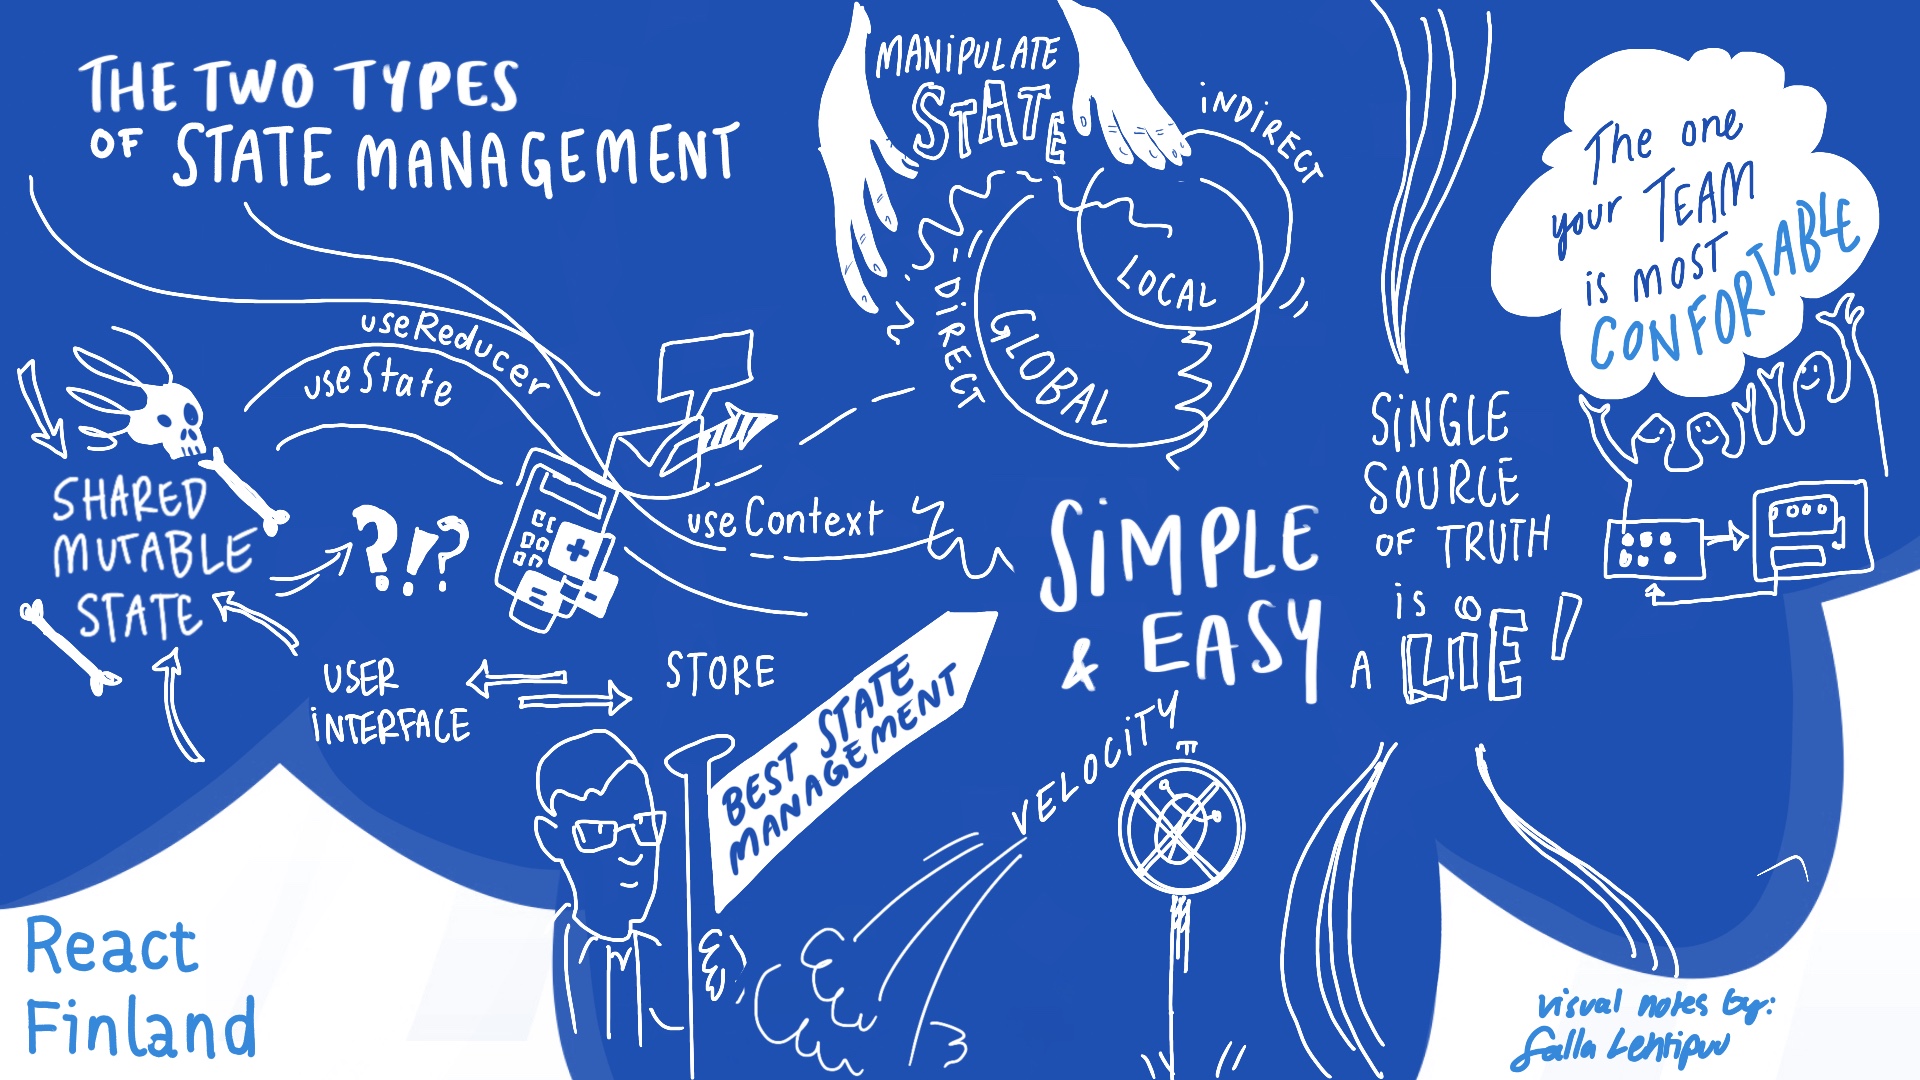 THE TWO TYPES
OF STATE MANAGEMENT
MANIPULATE
STATE
INDIRECT
DIRECT
LOCAL
GLOBAL
The one
your TEAM
is MOST
CONFORTABLE
useReducer
useState
useContext
SHARED
MUTABLE
STATE
?!?
USER
INTERFACE
STORE
BEST STATE
MANAGEMENT
SIMPLE
& EASY
SINGLE
SOURCE
OF TRUTH
is
A LIE!
VELOCITY
React
Finland
visual notes by:
Salla Lehtipuu